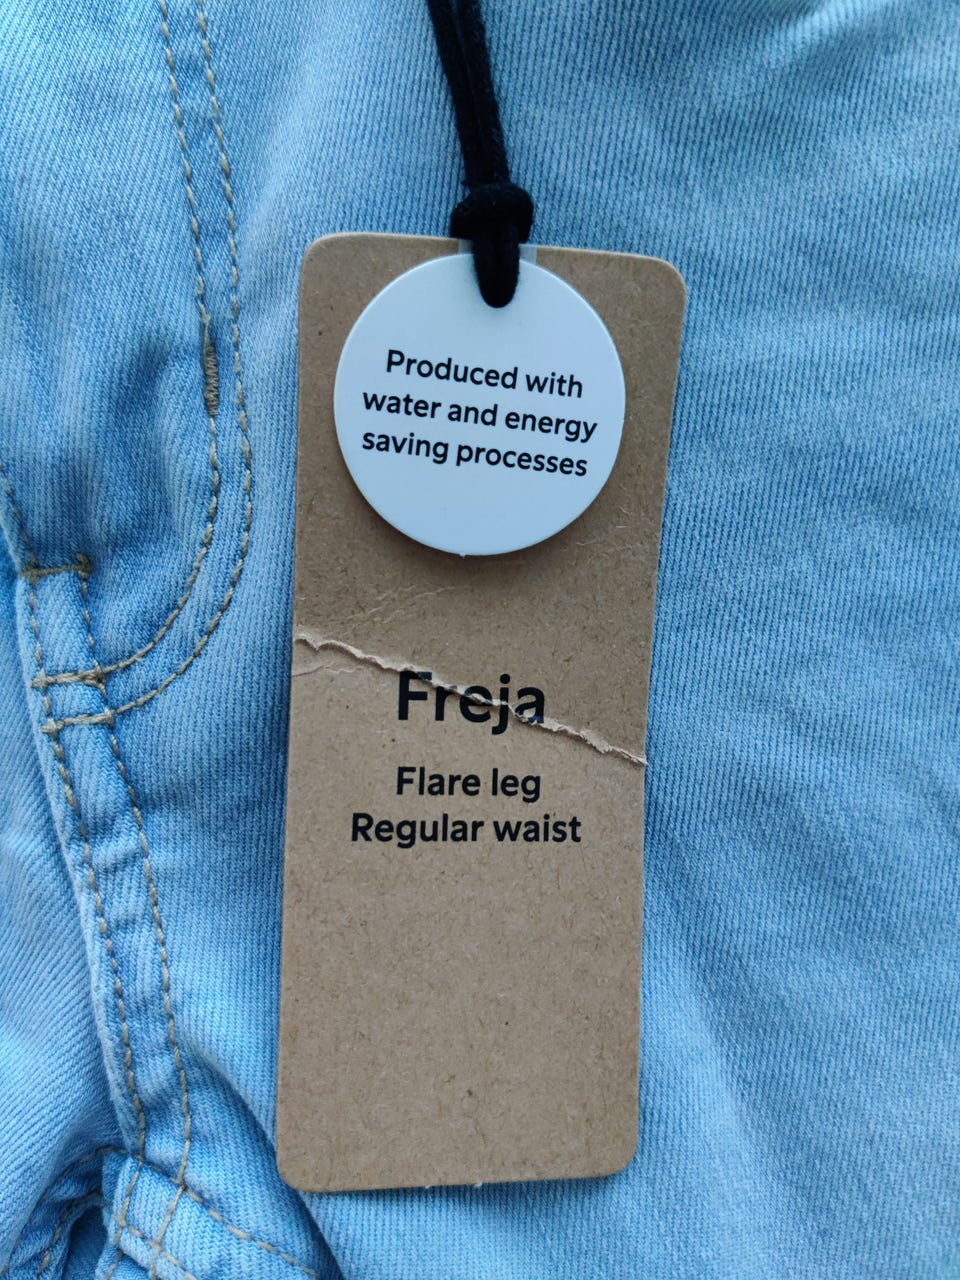 Produced with
water and energy
saving processes
Freja
Flare leg
Regular waist